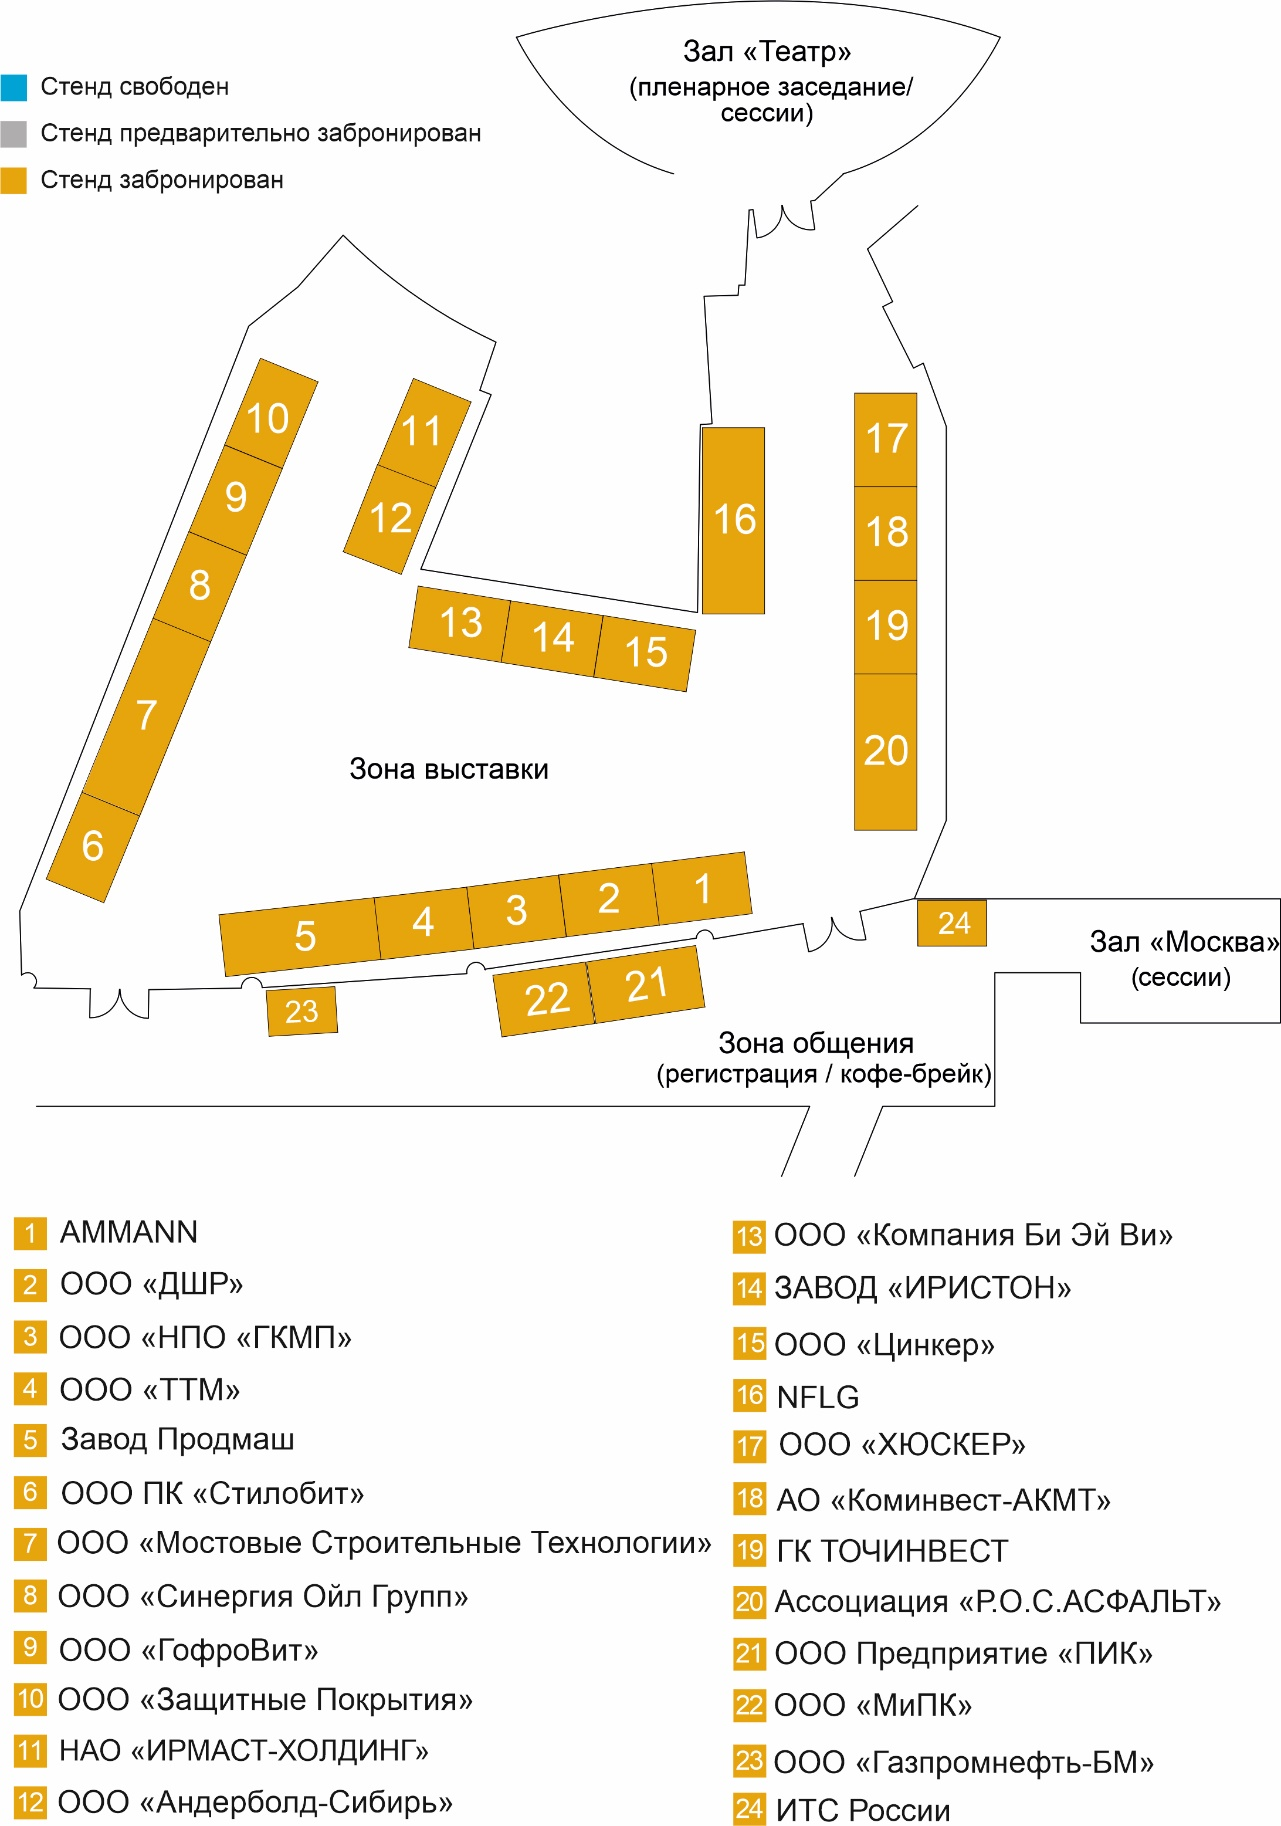 Зал «Театр»
(пленарное заседание/
сессии)
Стенд свободен
Стенд предварительно забронирован
Стенд забронирован
10
9
8
7
6
11
12
13
14
15
16
17
18
19
20
Зона выставки
5
4
3
2
1
24
23
22
21
Зал «Москва»
(сессии)
Зона общения
(регистрация / кофе-брейк)
1 AMMANN
2 ООО «ДШР»
3 ООО «НПО «ГКМП»
4 ООО «ТТМ»
5 Завод Продмаш
6 ООО ПК «Стилобит»
7 ООО «Мостовые Строительные Технологии»
8 ООО «Синергия Ойл Групп»
9 ООО «ГофроВит»
10 ООО «Защитные Покрытия»
11 НАО «ИРМАСТ-ХОЛДИНГ»
12 ООО «Андерболд-Сибирь»
13 ООО «Компания Би Эй Ви»
14 ЗАВОД «ИРИСТОН»
15 ООО «Цинкер»
16 NFLG
17 ООО «ХЮСКЕР»
18 АО «Коминвест-АКМТ»
19 ГК ТОЧИНВЕСТ
20 Ассоциация «Р.О.С.АСФАЛЬТ»
21 ООО Предприятие «ПИК»
22 ООО «МиПК»
23 ООО «Газпромнефть-БМ»
24 ИТС России